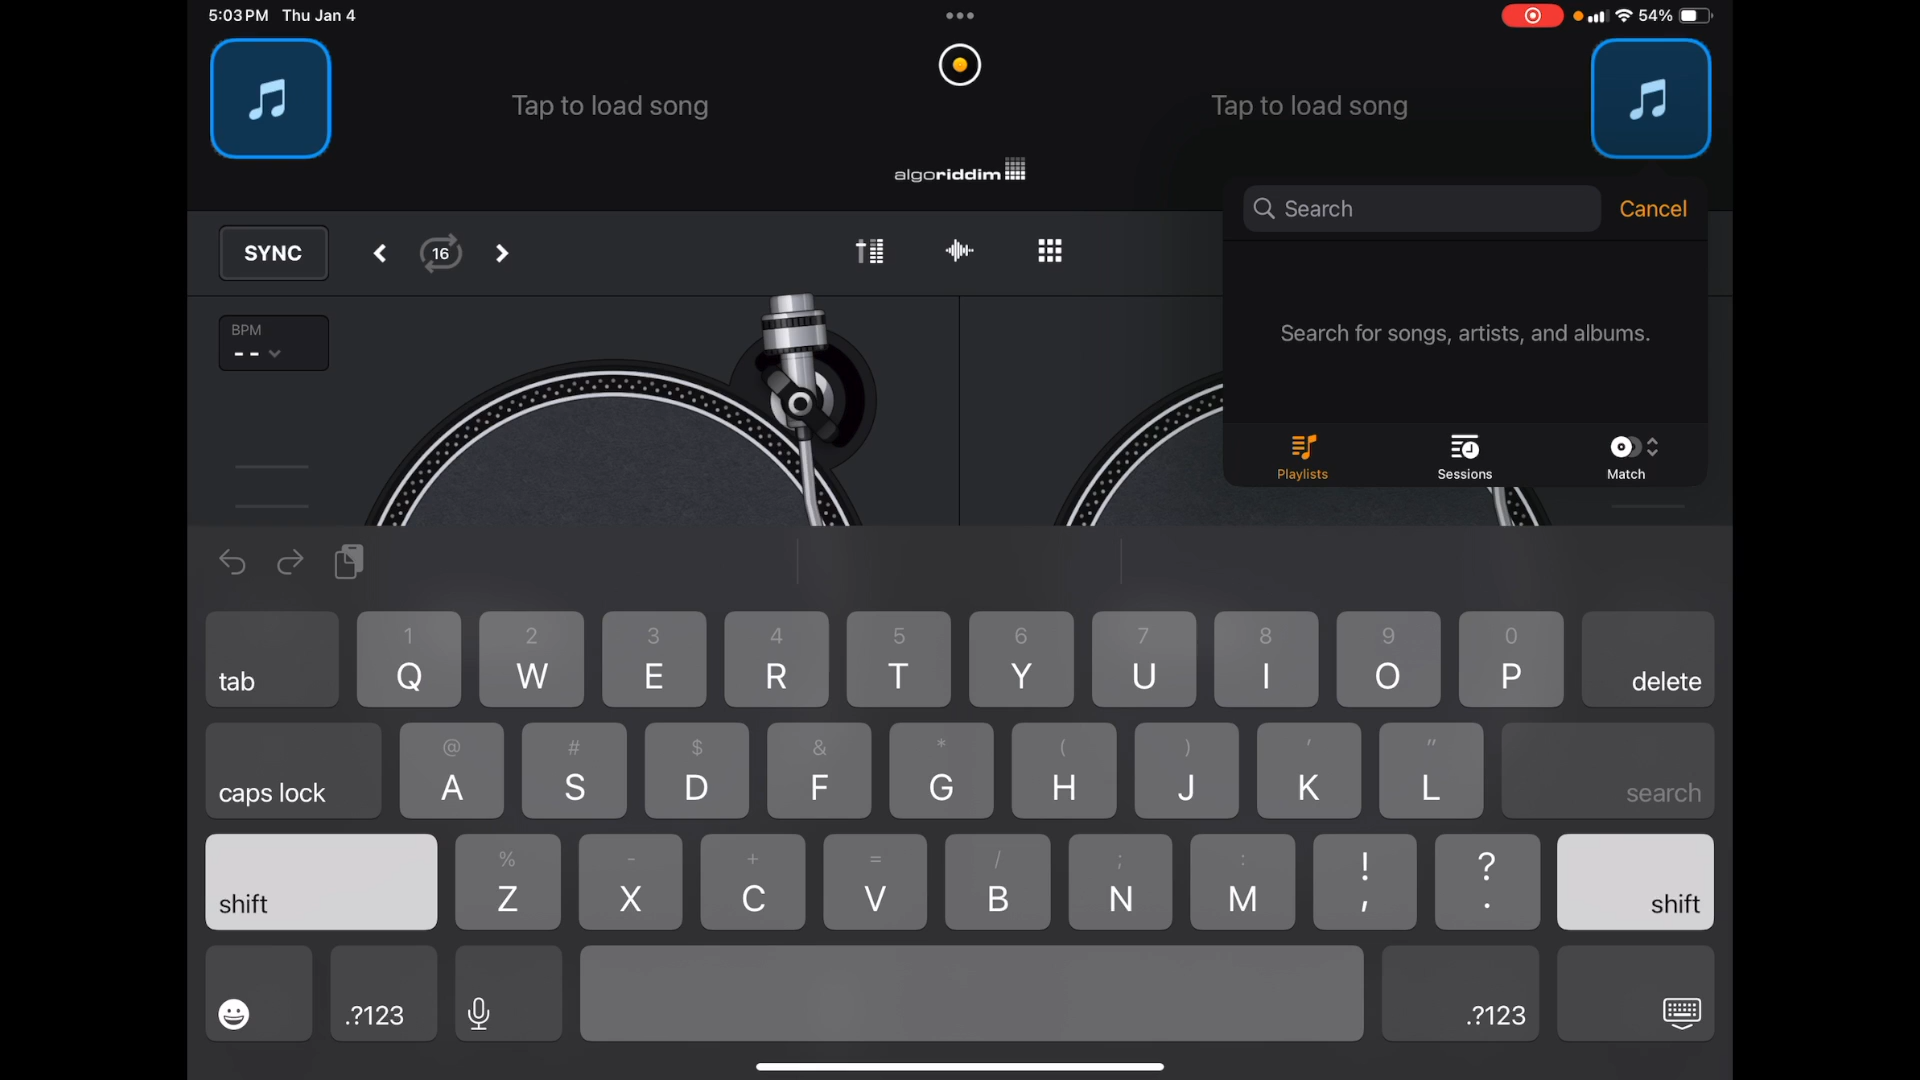 5:03 PM Thu Jan 4
54%
Tap to load song
Tap to load song
algoriddim
Search
Cancel
SYNC
16
Search for songs, artists, and albums.
BPM
--
Playlists
Sessions
Match
1 2 3 4 5 6 7 8 9 0
tab Q W E R T Y U I O P delete
@ # $ & * ( ) ' "
caps lock A S D F G H J K L search
% - + = / ; : ! ?
shift Z X C V B N M , . shift
.?123 .?123